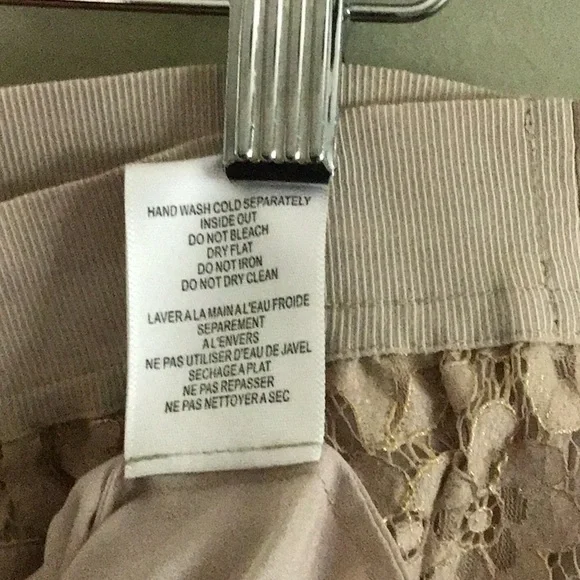 HAND WASH COLD SEPARATELY
INSIDE OUT
DO NOT BLEACH
DRY FLAT
DO NOT IRON
DO NOT DRY CLEAN
LAVER A LA MAIN A L'EAU FROIDE
SEPAREMENT
A L'ENVERS
NE PAS UTILISER D'EAU DE JAVEL
SECHAGE A PLAT
NE PAS REPASSER
NE PAS NETTOYER A SEC